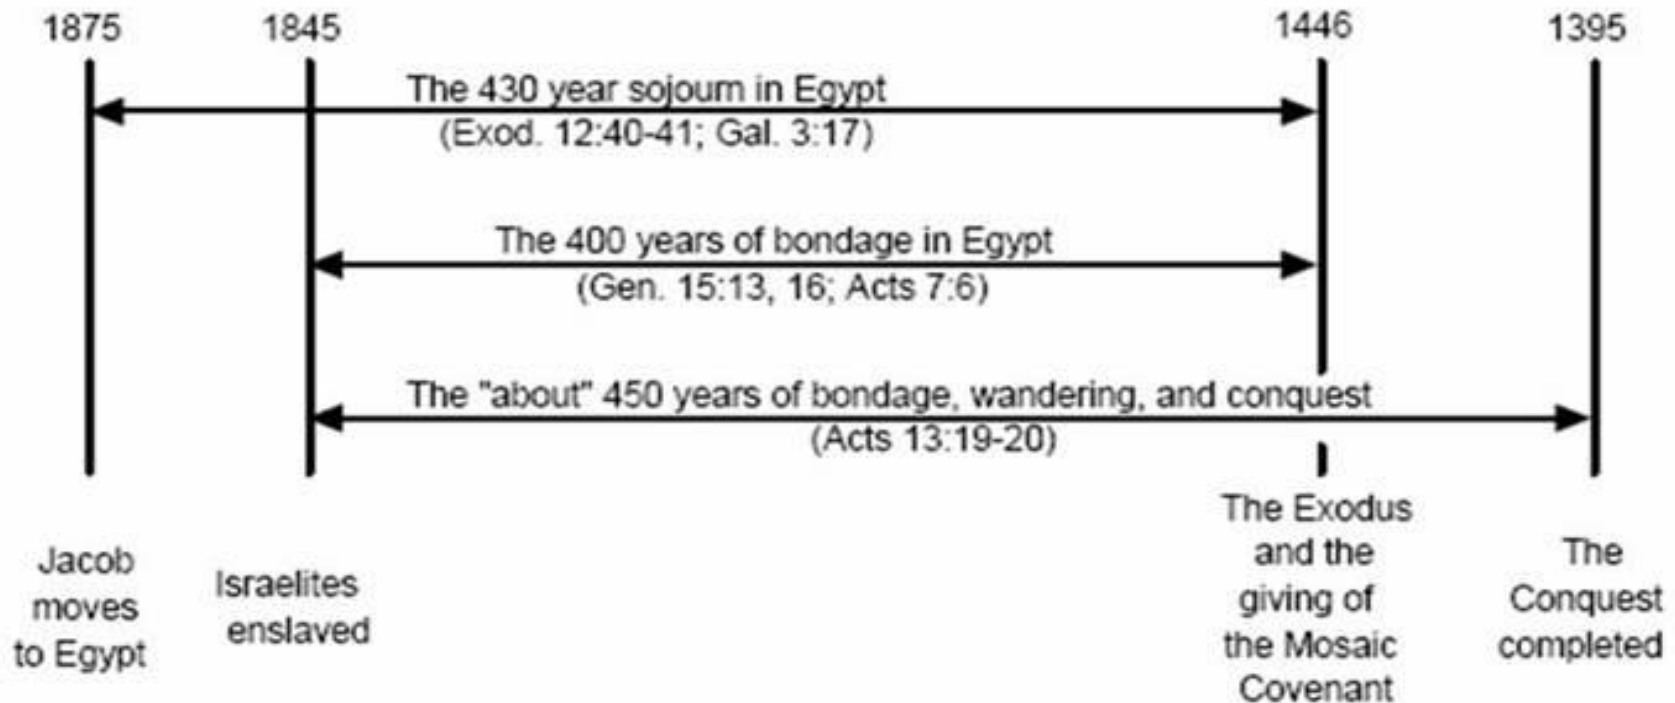 1875 1845 1446 1395
The 430 year sojourn in Egypt
(Exod. 12:40-41; Gal. 3:17)
The 400 years of bondage in Egypt
(Gen. 15:13, 16; Acts 7:6)
The "about" 450 years of bondage, wandering, and conquest
(Acts 13:19-20)
Jacob
moves
to Egypt
Israelites
enslaved
The Exodus
and the
giving of
the Mosaic
Covenant
The
Conquest
completed